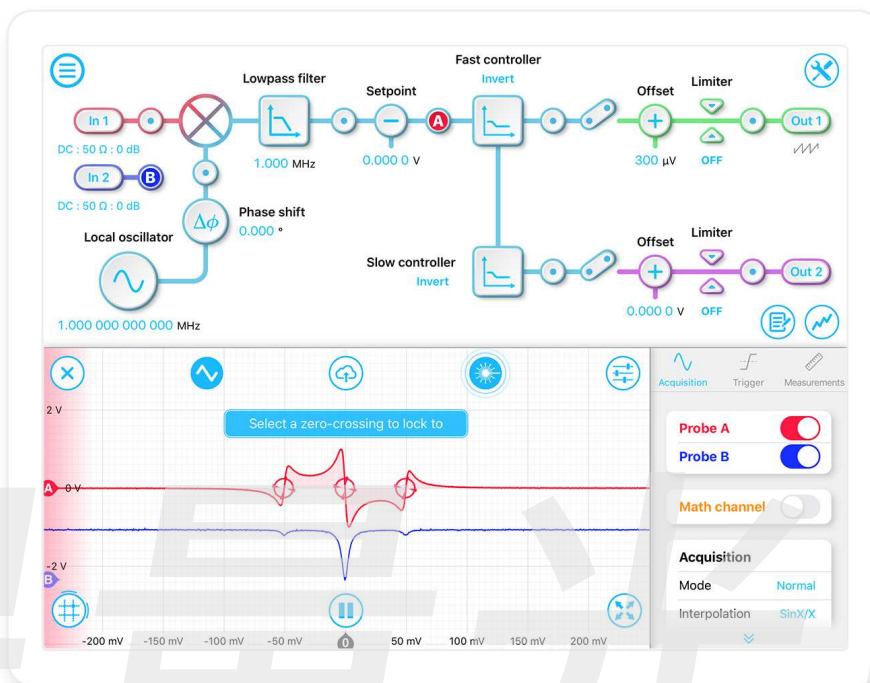 Fast controller
Invert
Lowpass filter
Setpoint
Offset
Limiter
In 1
A
Out 1
DC : 50 Ω : 0 dB
1.000 MHz
0.000 0 V
300 µV
OFF
In 2
B
DC : 50 Ω : 0 dB
Δϕ
Phase shift
0.000 °
Local oscillator
Slow controller
Invert
Offset
Limiter
Out 2
0.000 0 V
OFF
1.000 000 000 000 MHz
Acquisition
Trigger
Measurements
2 V
Select a zero-crossing to lock to
Probe A
Probe B
A
0 V
Math channel
-2 V
B
Acquisition
Mode
Normal
Interpolation
SinX/X
-200 mV
-150 mV
-100 mV
-50 mV
0
50 mV
100 mV
150 mV
200 mV